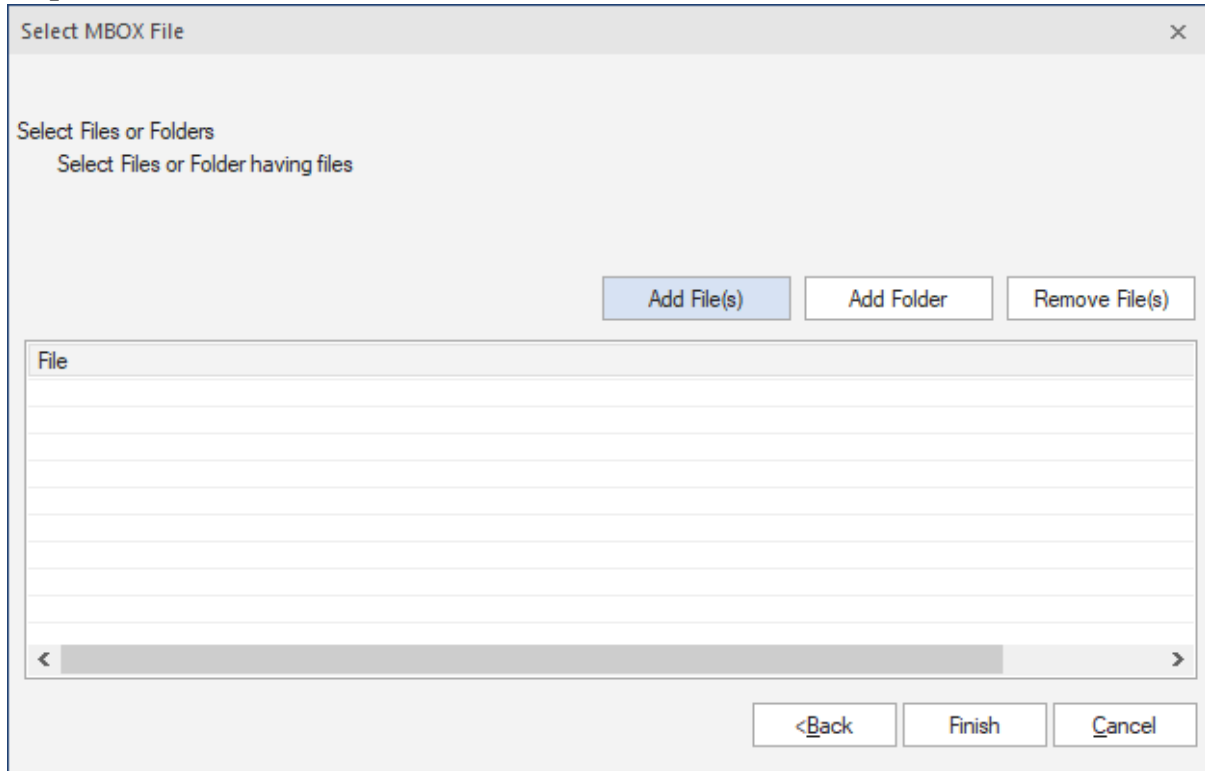 Select MBOX File
Select Files or Folders
Select Files or Folder having files
Add File(s) Add Folder Remove File(s)
File
<Back Finish Cancel